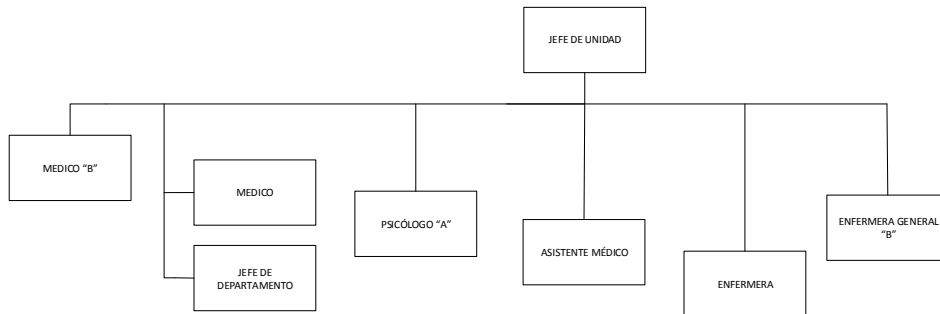 JEFE DE UNIDAD
MEDICO "B"
MEDICO
JEFE DE
DEPARTAMENTO
PSICÓLOGO "A"
ASISTENTE MÉDICO
ENFERMERA
ENFERMERA GENERAL
"B"